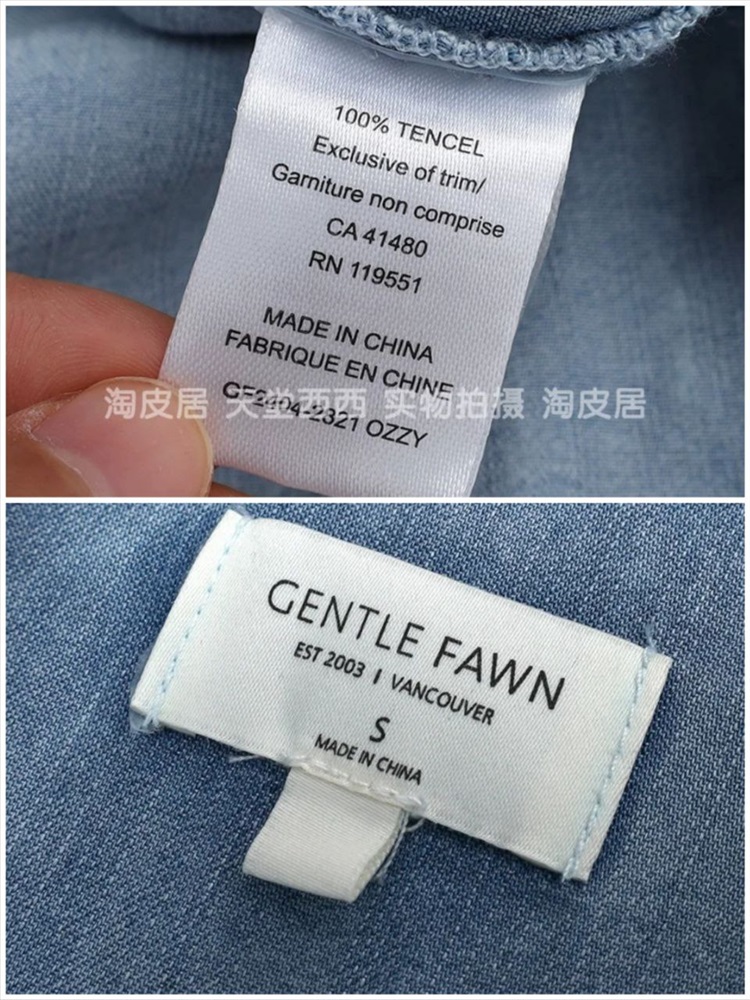 100% TENCEL
Exclusive of trim/
Garniture non comprise
CA 41480
RN 119551
MADE IN CHINA
FABRIQUE EN CHINE
淘皮居 天堂西西 实物拍摄 淘皮居
GF2404-2321 OZZY
GENTLE FAWN
EST 2003 | VANCOUVER
S
MADE IN CHINA